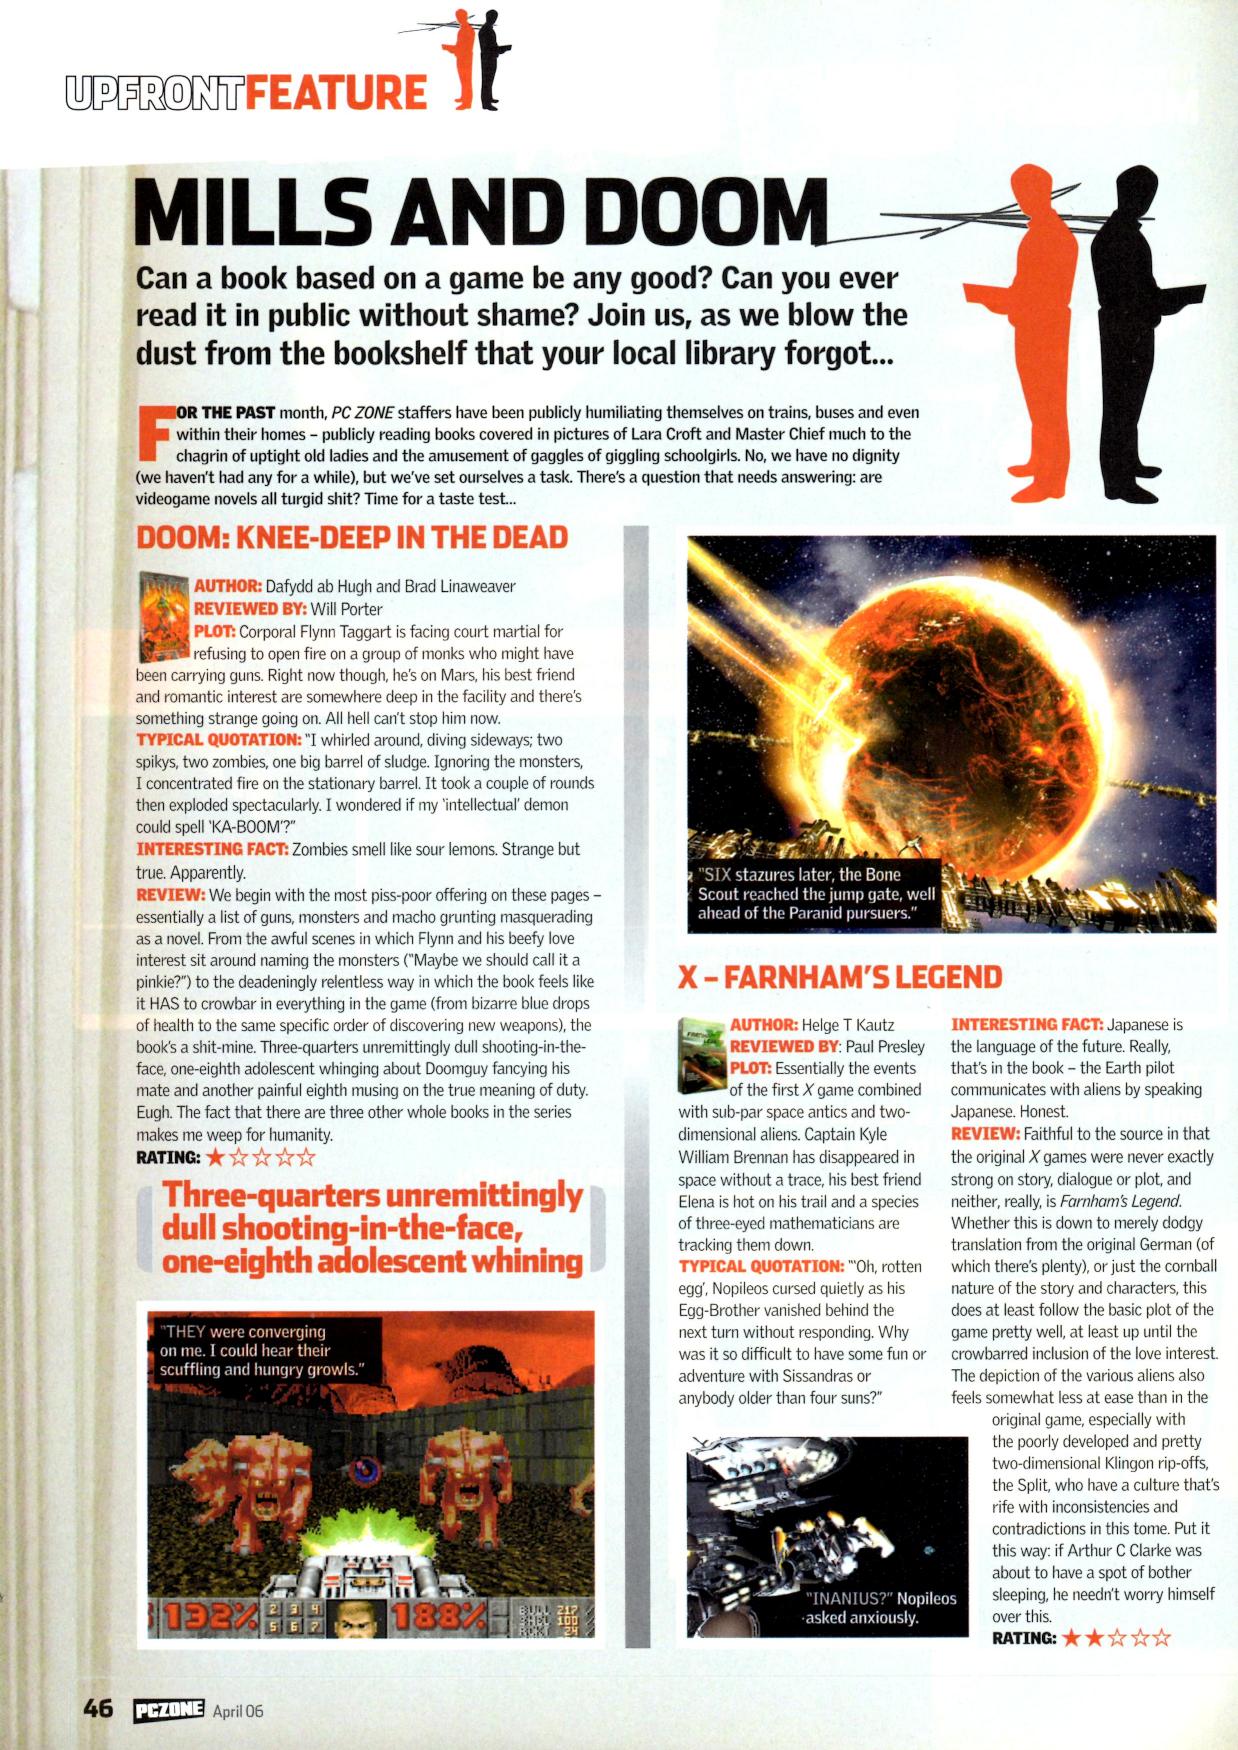 UPFRONTFEATURE
MILLS AND DOOM
Can a book based on a game be any good? Can you ever
read it in public without shame? Join us, as we blow the
dust from the bookshelf that your local library forgot...
FOR THE PAST month, PC ZONE staffers have been publicly humiliating themselves on trains, buses and even
within their homes – publicly reading books covered in pictures of Lara Croft and Master Chief much to the
chagrin of uptight old ladies and the amusement of gaggles of giggling schoolgirls. No, we have no dignity
(we haven't had any for a while), but we've set ourselves a task. There's a question that needs answering: are
videogame novels all turgid shit? Time for a taste test...
DOOM: KNEE-DEEP IN THE DEAD
AUTHOR: Dafydd ab Hugh and Brad Linaweaver
REVIEWED BY: Will Porter
PLOT: Corporal Flynn Taggart is facing court martial for
refusing to open fire on a group of monks who might have
been carrying guns. Right now though, he's on Mars, his best friend
and romantic interest are somewhere deep in the facility and there's
something strange going on. All hell can't stop him now.
TYPICAL QUOTATION: "I whirled around, diving sideways; two
spikys, two zombies, one big barrel of sludge. Ignoring the monsters,
I concentrated fire on the stationary barrel. It took a couple of rounds
then exploded spectacularly. I wondered if my 'intellectual' demon
could spell 'KA-BOOM'?"
INTERESTING FACT: Zombies smell like sour lemons. Strange but
true. Apparently.
REVIEW: We begin with the most piss-poor offering on these pages –
essentially a list of guns, monsters and macho grunting masquerading
as a novel. From the awful scenes in which Flynn and his beefy love
interest sit around naming the monsters ("Maybe we should call it a
pinkie?") to the deadeningly relentless way in which the book feels like
it HAS to crowbar in everything in the game (from bizarre blue drops
of health to the same specific order of discovering new weapons), the
book's a shit-mine. Three-quarters unremittingly dull shooting-in-the-
face, one-eighth adolescent whinging about Doomguy fancying his
mate and another painful eighth musing on the true meaning of duty.
Eugh. The fact that there are three other whole books in the series
makes me weep for humanity.
RATING: ★☆☆☆☆
Three-quarters unremittingly
dull shooting-in-the-face,
one-eighth adolescent whining
"THEY were converging
on me. I could hear their
scuffling and hungry growls."
132%
2 3 4
5 6 7
188%
BULL 217
SHEL 100
RCKT 24
"SIX stazures later, the Bone
Scout reached the jump gate, well
ahead of the Paranid pursuers."
X – FARNHAM'S LEGEND
AUTHOR: Helge T Kautz
REVIEWED BY: Paul Presley
PLOT: Essentially the events
of the first X game combined
with sub-par space antics and two-
dimensional aliens. Captain Kyle
William Brennan has disappeared in
space without a trace, his best friend
Elena is hot on his trail and a species
of three-eyed mathematicians are
tracking them down.
TYPICAL QUOTATION: "'Oh, rotten
egg', Nopileos cursed quietly as his
Egg-Brother vanished behind the
next turn without responding. Why
was it so difficult to have some fun or
adventure with Sissandras or
anybody older than four suns?"
"INANIUS?" Nopileos
asked anxiously.
INTERESTING FACT: Japanese is
the language of the future. Really,
that's in the book – the Earth pilot
communicates with aliens by speaking
Japanese. Honest.
REVIEW: Faithful to the source in that
the original X games were never exactly
strong on story, dialogue or plot, and
neither, really, is Farnham's Legend.
Whether this is down to merely dodgy
translation from the original German (of
which there's plenty), or just the cornball
nature of the story and characters, this
does at least follow the basic plot of the
game pretty well, at least up until the
crowbarred inclusion of the love interest.
The depiction of the various aliens also
feels somewhat less at ease than in the
original game, especially with
the poorly developed and pretty
two-dimensional Klingon rip-offs,
the Split, who have a culture that's
rife with inconsistencies and
contradictions in this tome. Put it
this way: if Arthur C Clarke was
about to have a spot of bother
sleeping, he needn't worry himself
over this.
RATING: ★★☆☆☆
46 PCZONE April 06